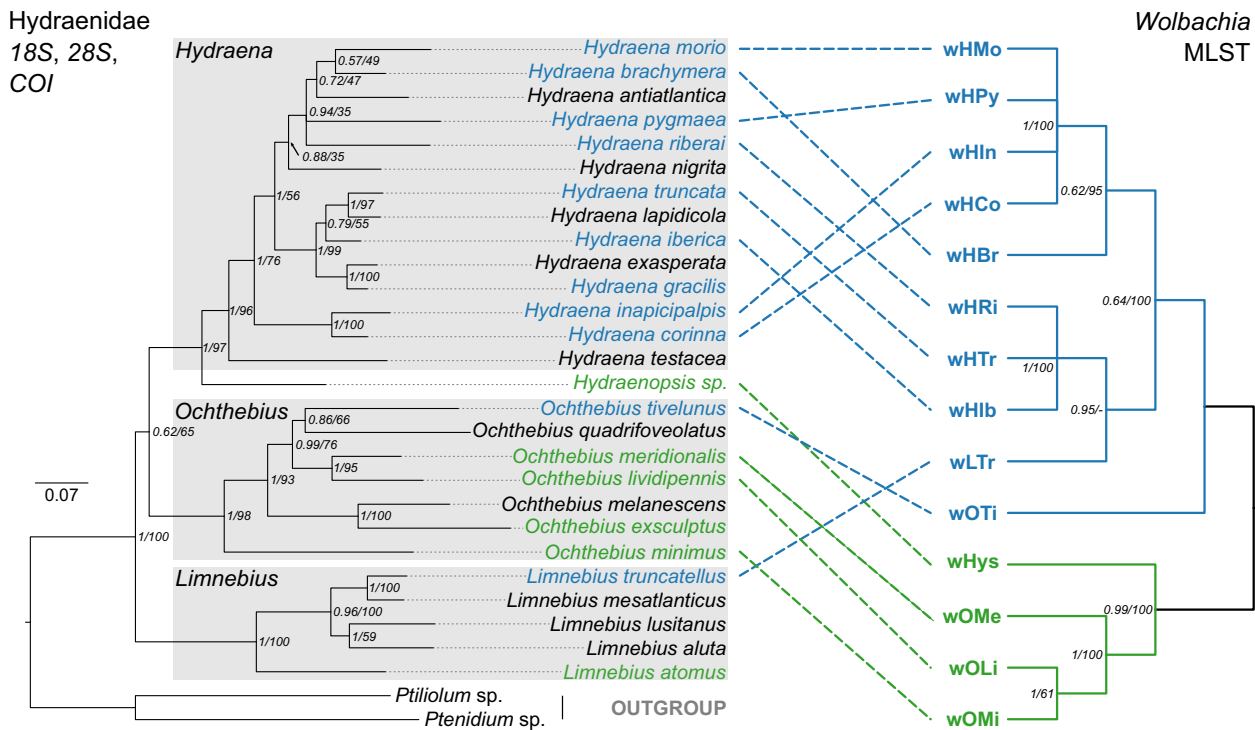 Hydraenidae
18S, 28S,
COI
Wolbachia
MLST
Hydraena
Hydraena morio
Hydraena brachymera
Hydraena antiatlantica
Hydraena pygmaea
Hydraena riberai
Hydraena nigrita
Hydraena truncata
Hydraena lapidicola
Hydraena iberica
Hydraena exasperata
Hydraena gracilis
Hydraena inapicipalpis
Hydraena corinna
Hydraena testacea
Hydraenopsis sp.
Ochthebius
Ochthebius tivelunus
Ochthebius quadrifoveolatus
Ochthebius meridionalis
Ochthebius lividipennis
Ochthebius melanescens
Ochthebius exsculptus
Ochthebius minimus
Limnebius
Limnebius truncatellus
Limnebius mesatlanticus
Limnebius lusitanus
Limnebius aluta
Limnebius atomus
Ptiliolum sp.
Ptenidium sp.
OUTGROUP
0.57/49
0.72/47
0.94/35
0.88/35
1/56
1/97
0.79/55
1/99
1/76
1/100
1/96
1/100
1/97
0.62/65
0.86/66
0.99/76
1/95
1/93
1/98
1/100
1/100
1/100
0.96/100
1/59
1/100
0.07
wHMo
wHPy
wHIn
wHCo
wHBr
wHRi
wHTr
wHIb
wLTr
wOTi
wHys
wOMe
wOLi
wOMi
1/100
0.62/95
0.64/100
1/100
0.95/-
0.99/100
1/100
1/61